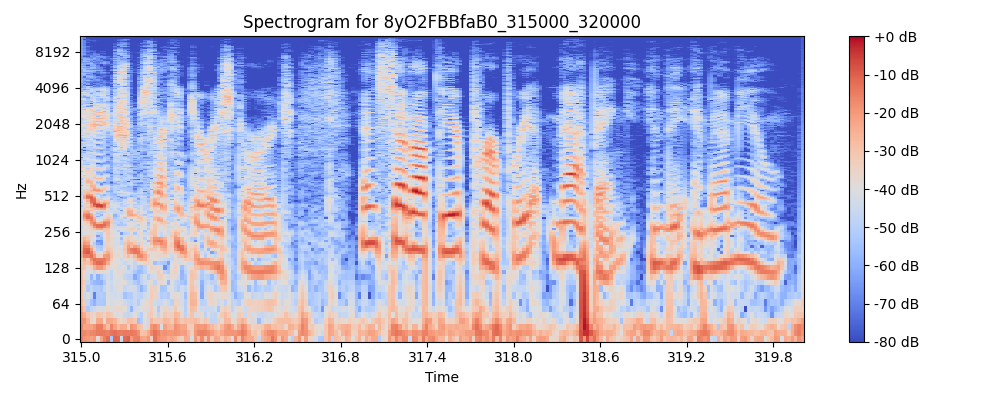 Spectrogram for 8yO2FBBfaB0_315000_320000
8192
4096
2048
1024
512
256
128
64
0
Hz
315.0 315.6 316.2 316.8 317.4 318.0 318.6 319.2 319.8
Time
+0 dB
-10 dB
-20 dB
-30 dB
-40 dB
-50 dB
-60 dB
-70 dB
-80 dB